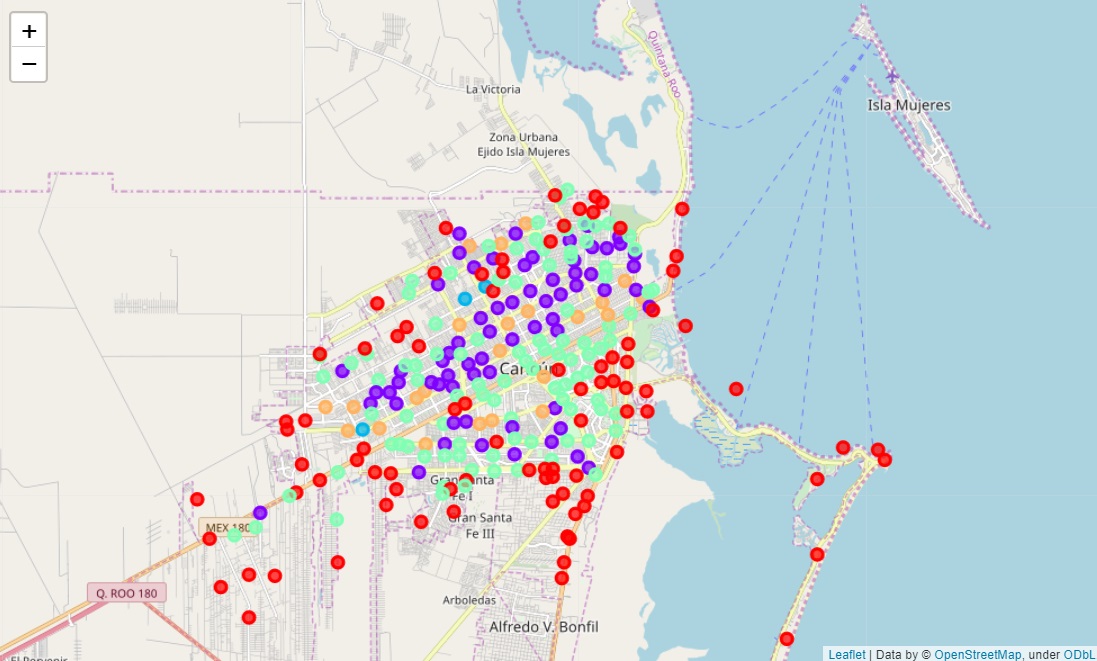 +
−
Quintana Roo
La Victoria
Isla Mujeres
Zona Urbana
Ejido Isla Mujeres
Cancún
Gran Santa
Fe I
Gran Santa
Fe III
MEX 180
Q. ROO 180
Arboledas
Alfredo V. Bonfil
El Porvenir
Leaflet | Data by © OpenStreetMap, under ODbL